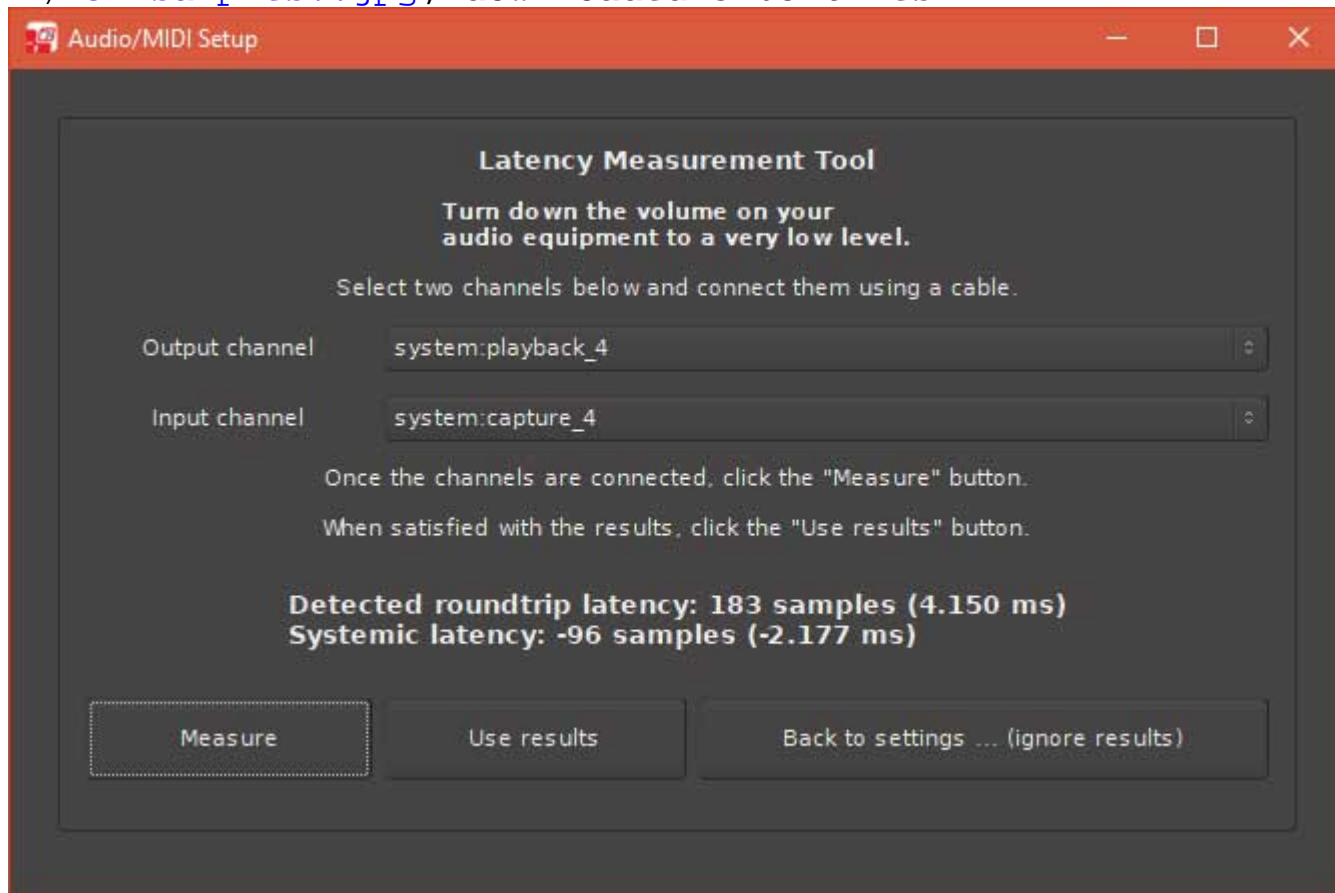 Audio/MIDI Setup
Latency Measurement Tool
Turn down the volume on your
audio equipment to a very low level.
Select two channels below and connect them using a cable.
Output channel system:playback_4
Input channel system:capture_4
Once the channels are connected, click the "Measure" button.
When satisfied with the results, click the "Use results" button.
Detected roundtrip latency: 183 samples (4.150 ms)
Systemic latency: -96 samples (-2.177 ms)
Measure Use results Back to settings ... (ignore results)